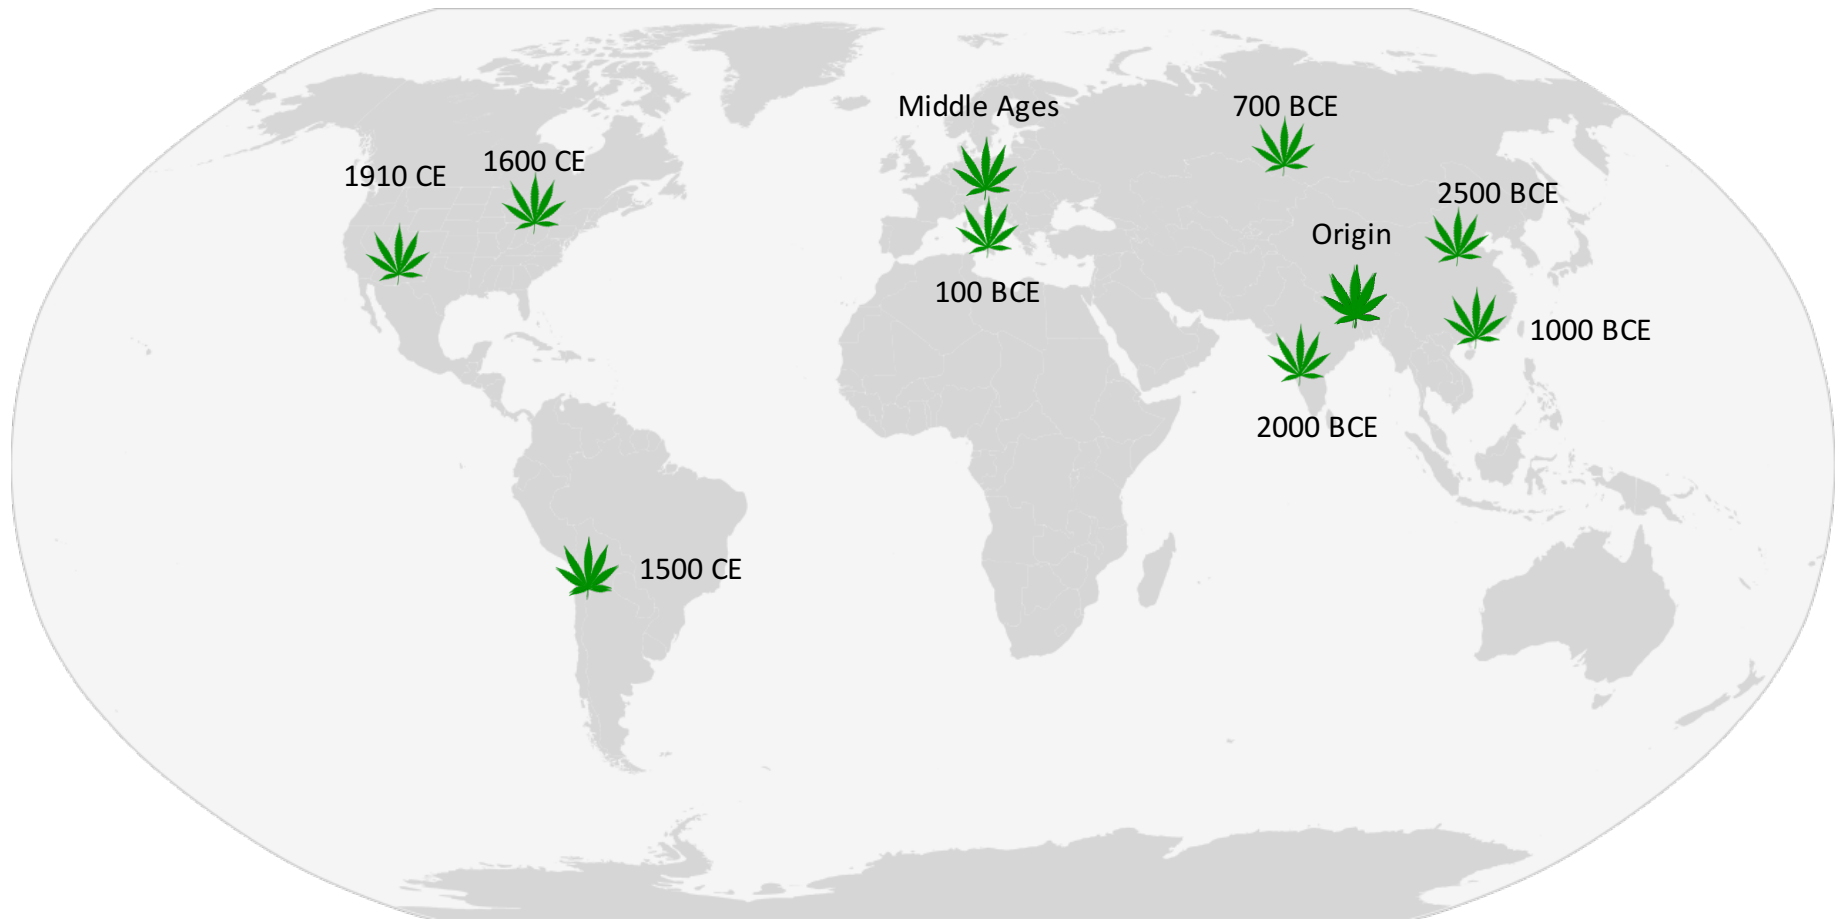 Middle Ages
700 BCE
1600 CE
1910 CE
2500 BCE
Origin
100 BCE
1000 BCE
2000 BCE
1500 CE